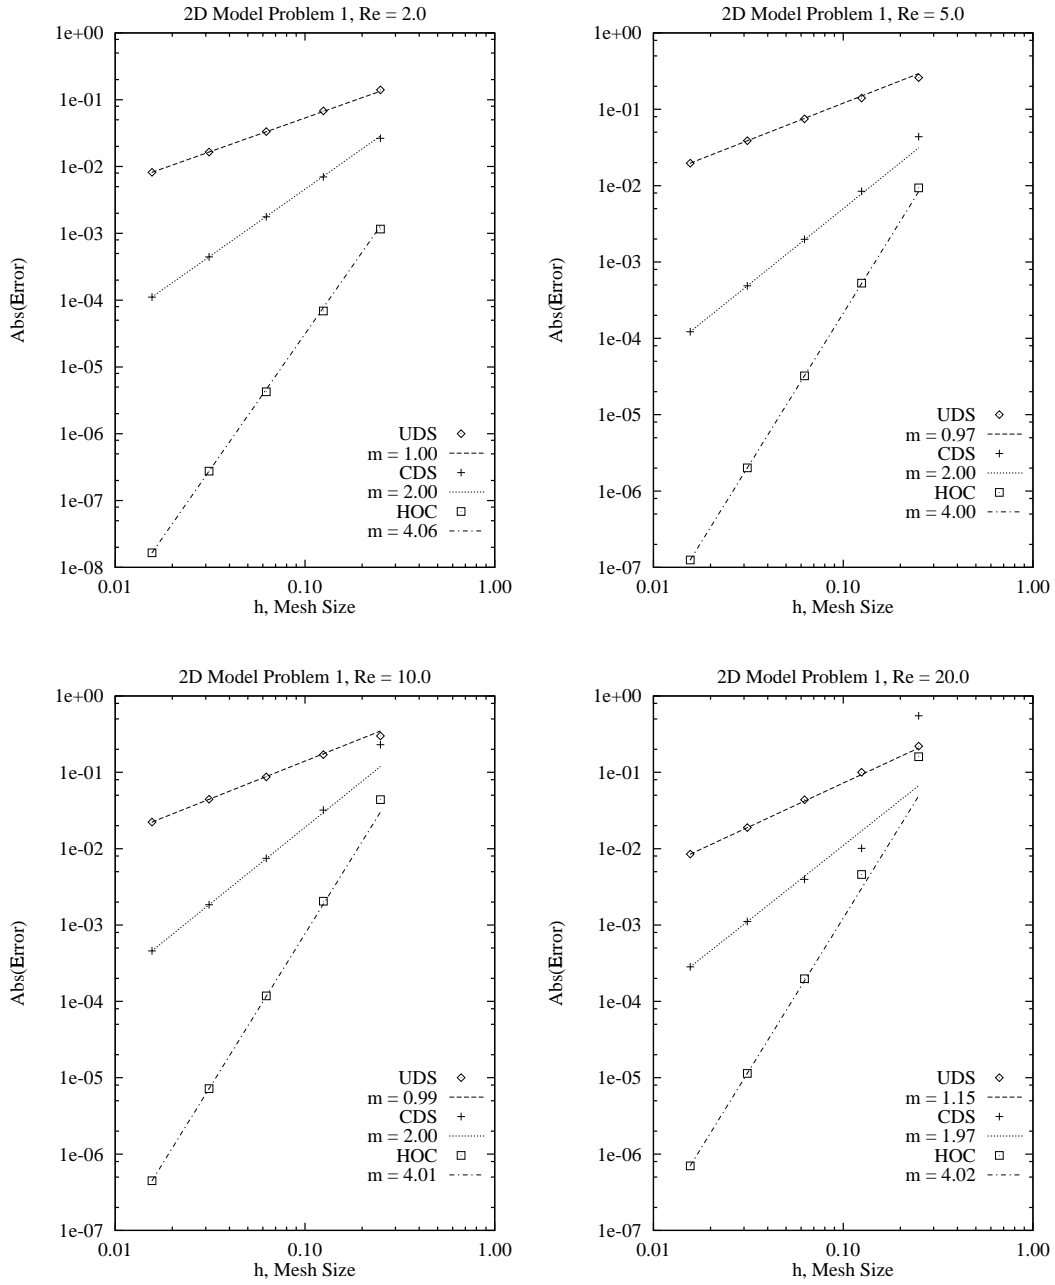 2D Model Problem 1, Re = 2.0
1e+00
1e-01
1e-02
1e-03
1e-04
1e-05
1e-06
1e-07
1e-08
Abs(Error)
UDS
m = 1.00
CDS
m = 2.00
HOC
m = 4.06
0.01
0.10
1.00
h, Mesh Size
2D Model Problem 1, Re = 5.0
1e+00
1e-01
1e-02
1e-03
1e-04
1e-05
1e-06
1e-07
Abs(Error)
UDS
m = 0.97
CDS
m = 2.00
HOC
m = 4.00
0.01
0.10
1.00
h, Mesh Size
2D Model Problem 1, Re = 10.0
1e+00
1e-01
1e-02
1e-03
1e-04
1e-05
1e-06
1e-07
Abs(Error)
UDS
m = 0.99
CDS
m = 2.00
HOC
m = 4.01
0.01
0.10
1.00
h, Mesh Size
2D Model Problem 1, Re = 20.0
1e+00
1e-01
1e-02
1e-03
1e-04
1e-05
1e-06
1e-07
Abs(Error)
UDS
m = 1.15
CDS
m = 1.97
HOC
m = 4.02
0.01
0.10
1.00
h, Mesh Size